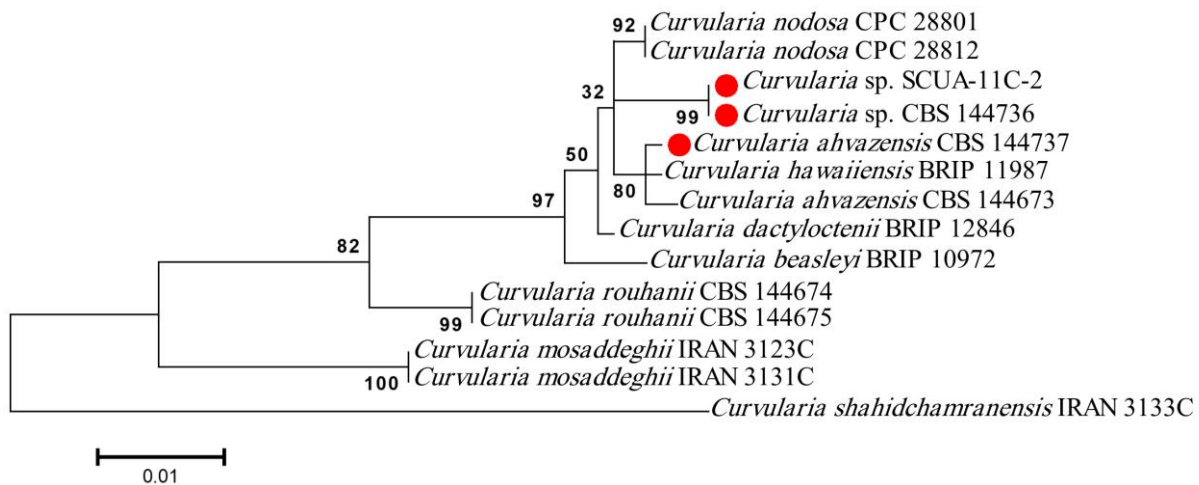 92
Curvularia nodosa CPC 28801
Curvularia nodosa CPC 28812
Curvularia sp. SCUA-11C-2
32
99
Curvularia sp. CBS 144736
Curvularia ahvazensis CBS 144737
50
Curvularia hawaiiensis BRIP 11987
80
Curvularia ahvazensis CBS 144673
97
Curvularia dactyloctenii BRIP 12846
82
Curvularia beasleyi BRIP 10972
Curvularia rouhanii CBS 144674
99
Curvularia rouhanii CBS 144675
Curvularia mosaddeghii IRAN 3123C
100
Curvularia mosaddeghii IRAN 3131C
Curvularia shahidchamranensis IRAN 3133C
0.01